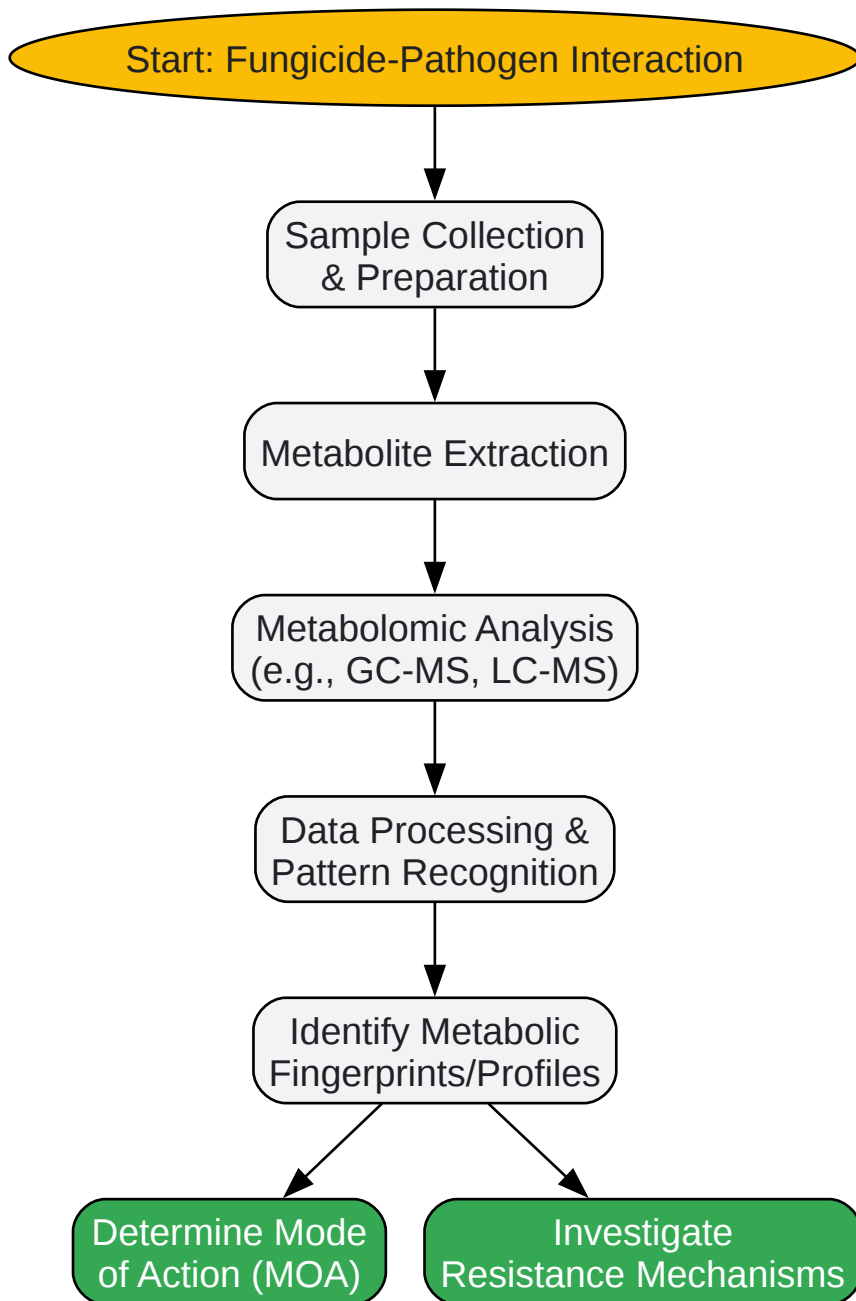 Start: Fungicide-Pathogen Interaction
Sample Collection
& Preparation
Metabolite Extraction
Metabolomic Analysis
(e.g., GC-MS, LC-MS)
Data Processing &
Pattern Recognition
Identify Metabolic
Fingerprints/Profiles
Determine Mode
of Action (MOA)
Investigate
Resistance Mechanisms